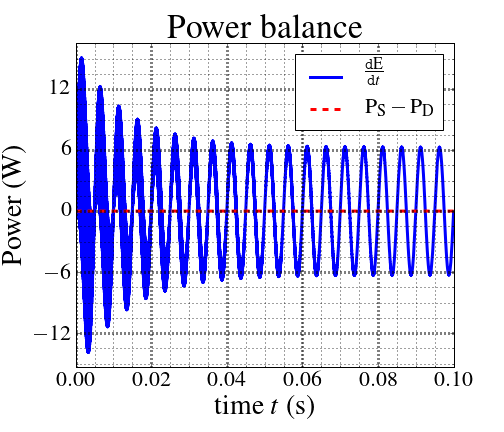 Power balance
dE
dt
P_S − P_D
12
6
0
−6
−12
Power (W)
0.00 0.02 0.04 0.06 0.08 0.10
time t (s)